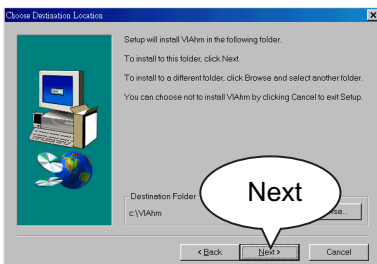 Choose Destination Location
Setup will install VIAhm in the following folder.
To install to this folder, click Next.
To install to a different folder, click Browse and select another folder.
You can choose not to install VIAhm by clicking Cancel to exit Setup.
Destination Folder
c:\VIAhm
Next
< Back
Next >
Cancel